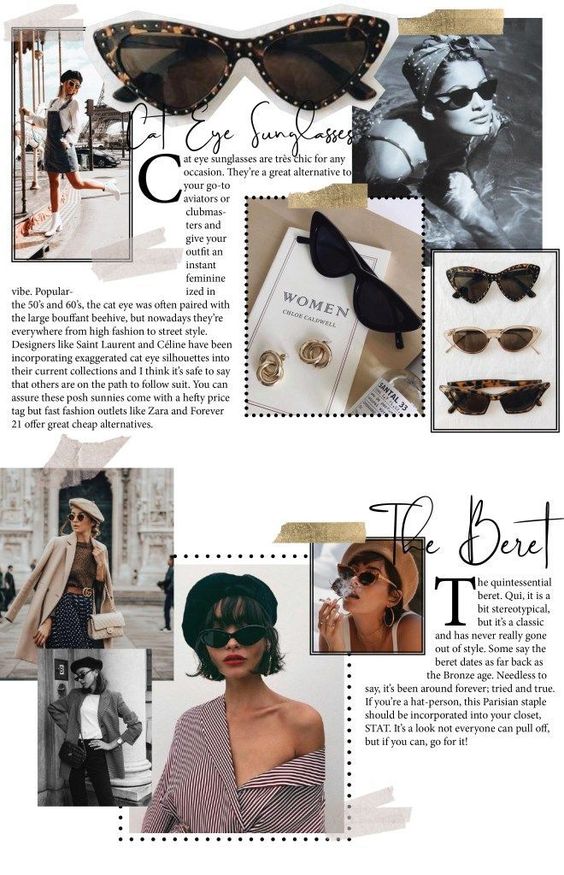 Cat Eye Sunglasses
Cat eye sunglasses are très chic for any
occasion. They're a great alternative to
your go-to
aviators or
clubmas-
ters and
give your
outfit an
instant
feminine
vibe. Popular-
ized in
the 50's and 60's, the cat eye was often paired with
the large bouffant beehive, but nowadays they're
everywhere from high fashion to street style.
Designers like Saint Laurent and Céline have been
incorporating exaggerated cat eye silhouettes into
their current collections and I think it's safe to say
that others are on the path to follow suit. You can
assure these posh sunnies come with a hefty price
tag but fast fashion outlets like Zara and Forever
21 offer great cheap alternatives.
WOMEN
CHLOE CALDWELL
SANTAL 33
The Beret
The quintessential
beret. Qui, it is a
bit stereotypical,
but it's a classic
and has never really gone
out of style. Some say the
beret dates as far back as
the Bronze age. Needless to
say, it's been around forever; tried and true.
If you're a hat-person, this Parisian staple
should be incorporated into your closet,
STAT. It's a look not everyone can pull off,
but if you can, go for it!